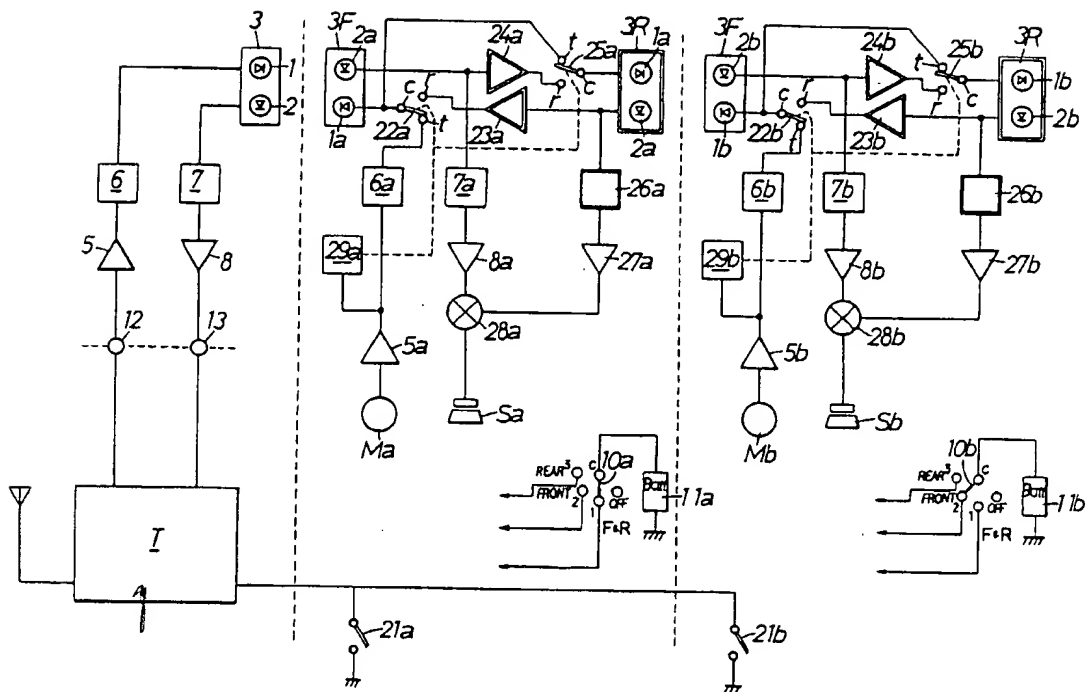 3
1
2
6
7
5
8
12
13
T
A
3F
2a
1a
24a
t
25a
c
r
3R
1a
2a
r
c
22a
t
23a
6a
7a
26a
29a
8a
27a
28a
5a
Ma
Sa
REAR 3
FRONT 2
c
10a
1
OFF
F&R
Batt
11a
21a
3F
2b
1b
24b
t
25b
c
r
3R
1b
2b
r
c
22b
t
23b
6b
7b
26b
29b
8b
27b
28b
5b
Mb
Sb
REAR 3
FRONT 2
10b
c
1
OFF
F&R
Batt
11b
21b